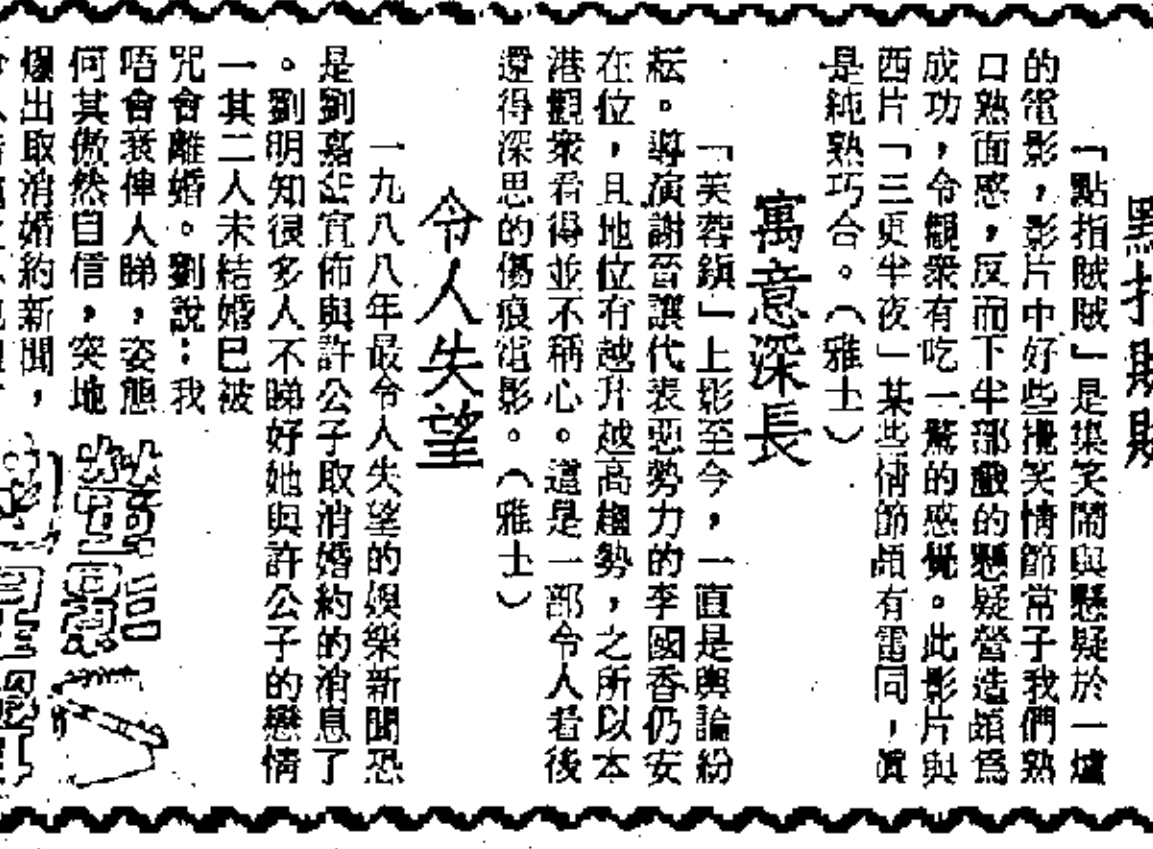 點指賊賊
「點指賊賊」是集笑鬧與懸疑於一爐
的電影，影片中好些攪笑情節常予我們熟
口熟面感，反而下半部戲的懸疑營造頗爲
成功，令觀衆有吃一驚的感覺。此影片與
西片「三更半夜」某些情節頗有雷同，眞
是純熟巧合。（雅士）
寓意深長
「芙蓉鎮」上影至今，一直是輿論紛
紜。導演謝晉讓代表惡勢力的李國香仍安
在位，且地位有越升越高趨勢，之所以本
港觀衆看得並不稱心。這是一部令人看後
還得深思的傷痕電影。（雅士）
令人失望
一九八八年最令人失望的娛樂新聞恐
是劉嘉玲宣佈與許公子取消婚約的消息了
。劉明知很多人不睇好她與許公子的戀情
一其二人未結婚已被
咒會離婚。劉說：我
唔會衰俾人睇，姿態
何其傲然自信，突地
爆出取消婚約新聞，